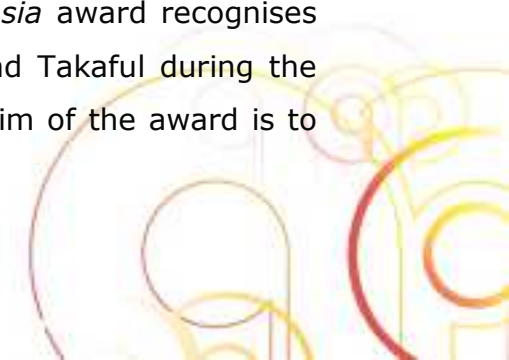 sia award recognises
nd Takaful during the
im of the award is to